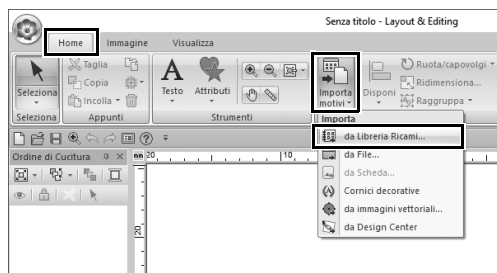 Senza titolo - Layout & Editing
Home Immagine Visualizza
Seleziona
Taglia
Copia
Incolla
Testo
Attributi
Importa motivi
Disponi
Ruota/capovolgi
Ridimensiona...
Raggruppa
Seleziona Appunti Strumenti Importa
da Libreria Ricami...
da File...
da Scheda...
Cornici decorative
da immagini vettoriali...
da Design Center
Ordine di Cucitura
mm 20 10
20